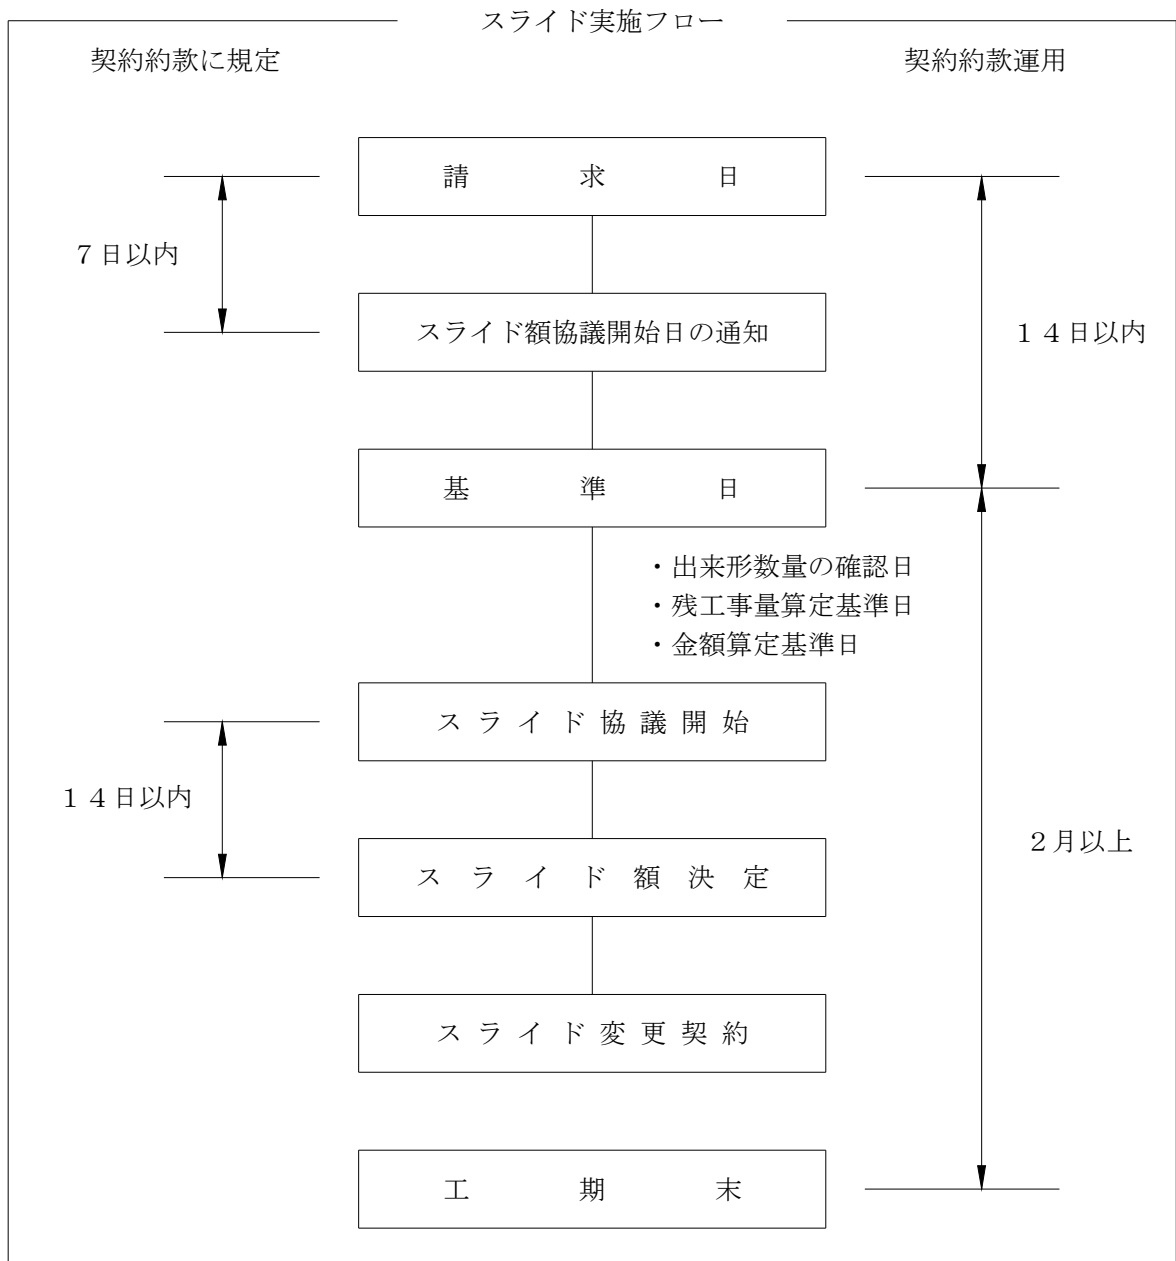 スライド実施フロー
契約約款に規定
契約約款運用
請求日
７日以内
スライド額協議開始日の通知
１４日以内
基準日
・出来形数量の確認日
・残工事量算定基準日
・金額算定基準日
スライド協議開始
１４日以内
２月以上
スライド額決定
スライド変更契約
工期末